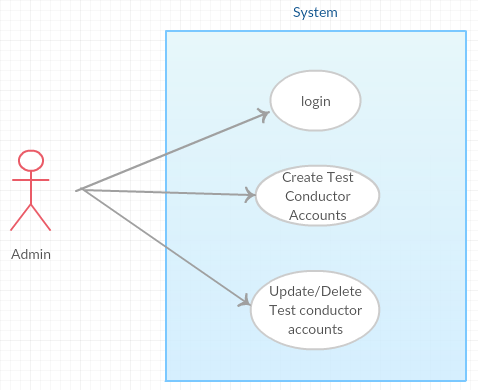 System
login
Create Test
Conductor
Accounts
Admin
Update/Delete
Test conductor
accounts